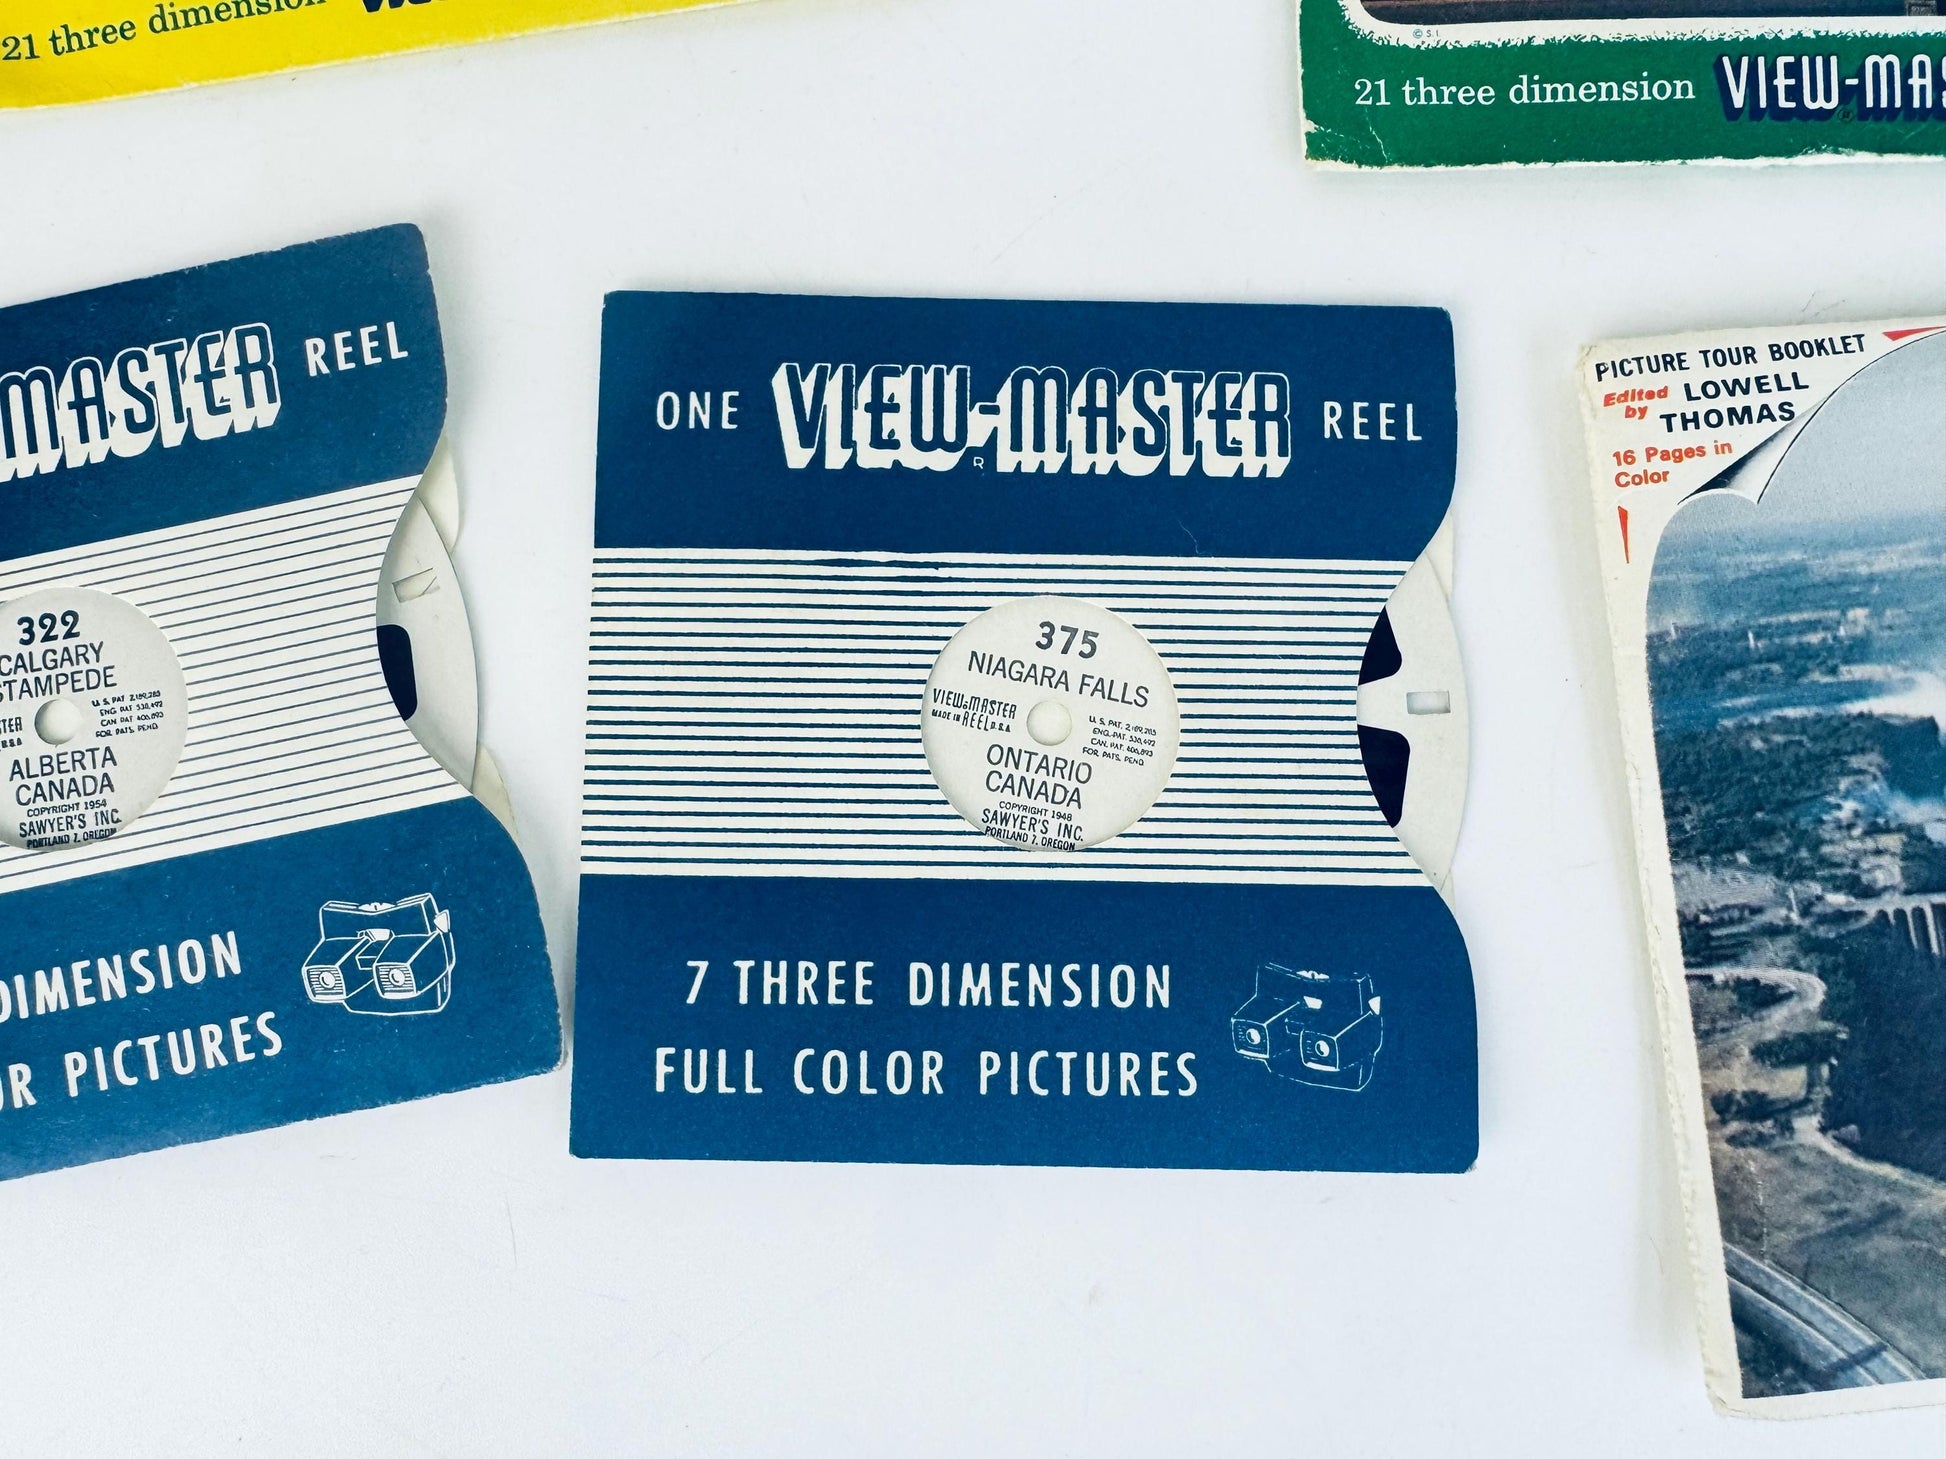 21 three dimension
© S.I.
21 three dimension VIEW-MAS
MASTER REEL
322
CALGARY
STAMPEDE
U.S. PAT. 2,189,285
ENG. PAT. 530,492
CAN. PAT. 400,893
FOR. PATS. PEND.
ALBERTA
CANADA
COPYRIGHT 1954
SAWYER'S INC.
PORTLAND 7, OREGON
DIMENSION
PICTURES
ONE VIEW-MASTER REEL
R
375
NIAGARA FALLS
VIEW-MASTER
MADE IN REEL U.S.A.
U.S. PAT. 2,189,285
ENG. PAT. 530,492
CAN. PAT. 400,893
FOR. PATS. PEND.
ONTARIO
CANADA
COPYRIGHT 1948
SAWYER'S INC.
PORTLAND 7, OREGON
7 THREE DIMENSION
FULL COLOR PICTURES
PICTURE TOUR BOOKLET
Edited by LOWELL
THOMAS
16 Pages in
Color